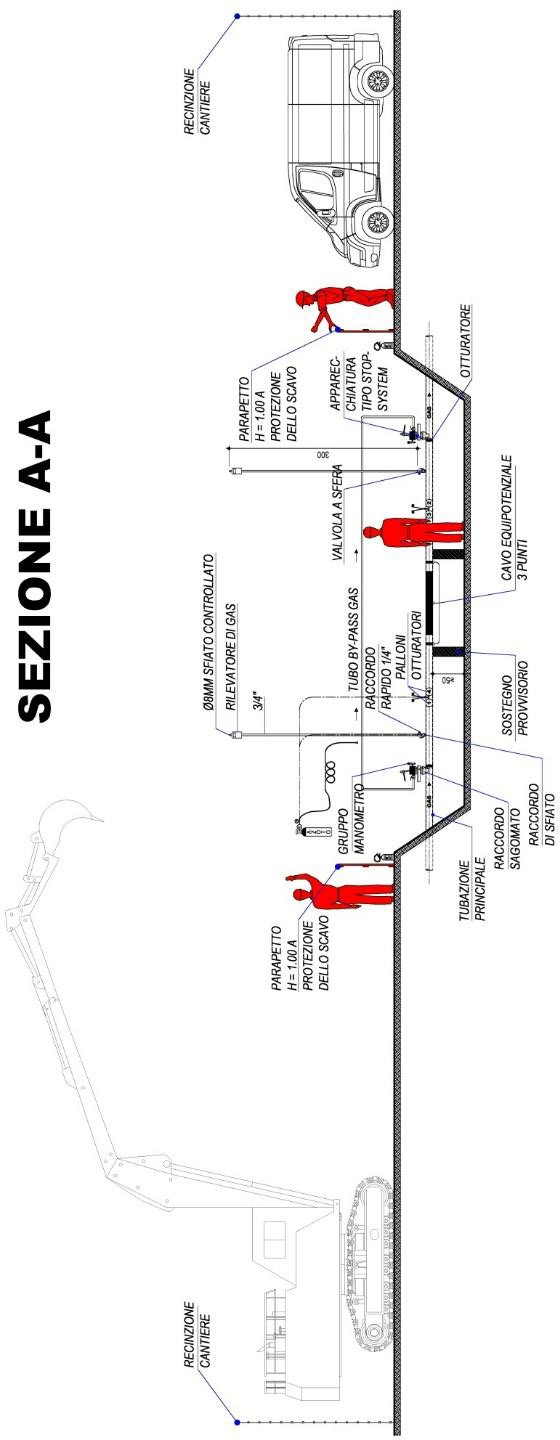 SEZIONE A-A
RECINZIONE
CANTIERE
PARAPETTO
H = 1.00 A
PROTEZIONE
DELLO SCAVO
Ø8MM SFIATO CONTROLLATO
RILEVATORE DI GAS
3/4"
GRUPPO
MANOMETRO
TUBO BY-PASS GAS
RACCORDO
RAPIDO 1/4"
PALLONI
OTTURATORI
VALVOLA A SFERA
300
PARAPETTO
H = 1.00 A
PROTEZIONE
DELLO SCAVO
APPAREC-
CHIATURA
TIPO STOP-
SYSTEM
RECINZIONE
CANTIERE
GAS
GAS
≥50
TUBAZIONE
PRINCIPALE
RACCORDO
SAGOMATO
RACCORDO
DI SFIATO
SOSTEGNO
PROVVISORIO
CAVO EQUIPOTENZIALE
3 PUNTI
OTTURATORE